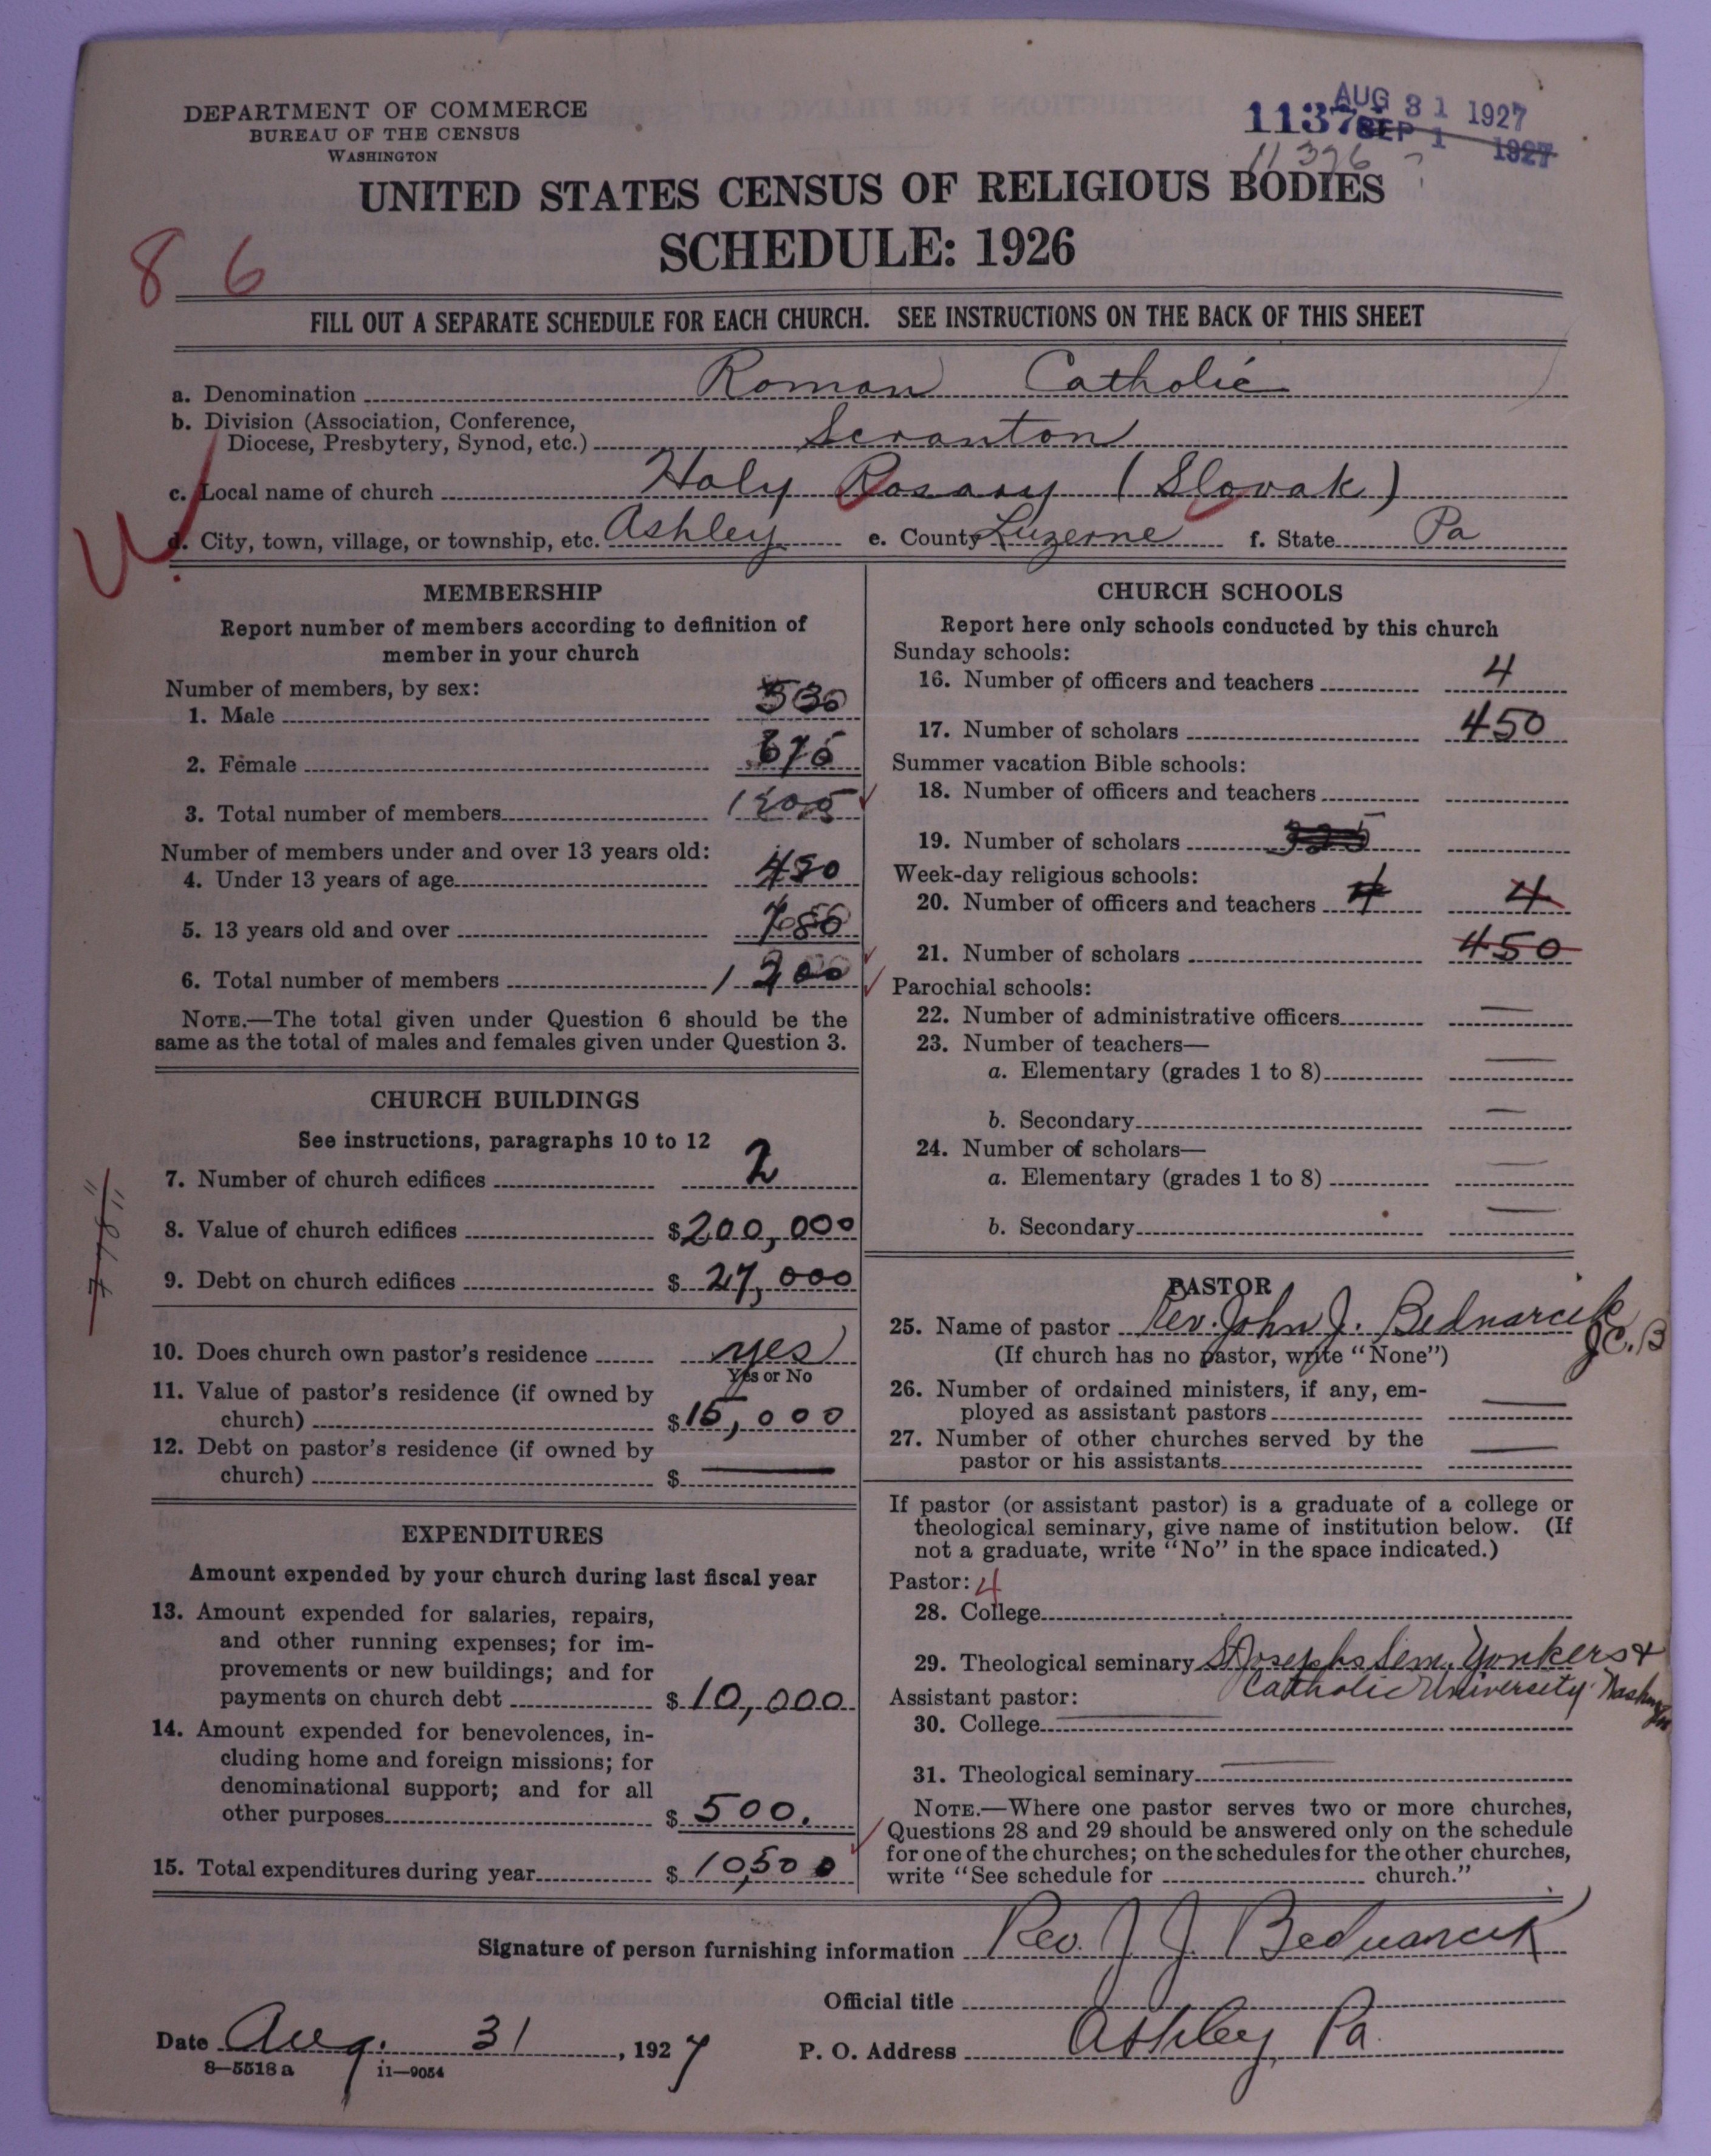 DEPARTMENT OF COMMERCE
BUREAU OF THE CENSUS
WASHINGTON
AUG 31 1927
1137
SEP 1 1927
11396
UNITED STATES CENSUS OF RELIGIOUS BODIES
SCHEDULE: 1926
8 6
FILL OUT A SEPARATE SCHEDULE FOR EACH CHURCH. SEE INSTRUCTIONS ON THE BACK OF THIS SHEET
a. Denomination Roman Catholic
b. Division (Association, Conference,
Diocese, Presbytery, Synod, etc.) Scranton
c. Local name of church Holy Rosary (Slovak)
d. City, town, village, or township, etc. Ashley e. County Luzerne f. State Pa
MEMBERSHIP
Report number of members according to definition of
member in your church
Number of members, by sex:
1. Male
2. Female
3. Total number of members
Number of members under and over 13 years old:
4. Under 13 years of age
5. 13 years old and over
6. Total number of members 1200
NOTE.—The total given under Question 6 should be the
same as the total of males and females given under Question 3.
CHURCH BUILDINGS
See instructions, paragraphs 10 to 12
7. Number of church edifices 2
8. Value of church edifices $200,000
9. Debt on church edifices $27,000
10. Does church own pastor's residence yes
Yes or No
11. Value of pastor's residence (if owned by
church) $15,000
12. Debt on pastor's residence (if owned by
church) $ —
EXPENDITURES
Amount expended by your church during last fiscal year
13. Amount expended for salaries, repairs,
and other running expenses; for im-
provements or new buildings; and for
payments on church debt $10,000
14. Amount expended for benevolences, in-
cluding home and foreign missions; for
denominational support; and for all
other purposes $500.
15. Total expenditures during year $10,500
CHURCH SCHOOLS
Report here only schools conducted by this church
Sunday schools:
16. Number of officers and teachers 4
17. Number of scholars 450
Summer vacation Bible schools:
18. Number of officers and teachers
19. Number of scholars
Week-day religious schools:
20. Number of officers and teachers 4 4
21. Number of scholars 450
Parochial schools:
22. Number of administrative officers —
23. Number of teachers—
a. Elementary (grades 1 to 8) —
b. Secondary —
24. Number of scholars—
a. Elementary (grades 1 to 8) —
b. Secondary —
PASTOR
25. Name of pastor Rev. John J. Bednarcik
J.C.B
(If church has no pastor, write "None")
26. Number of ordained ministers, if any, em-
ployed as assistant pastors —
27. Number of other churches served by the
pastor or his assistants —
If pastor (or assistant pastor) is a graduate of a college or
theological seminary, give name of institution below. (If
not a graduate, write "No" in the space indicated.)
Pastor: 4
28. College
29. Theological seminary St Josephs Sem. Yonkers &
Catholic University
Assistant pastor:
30. College —
31. Theological seminary —
NOTE.—Where one pastor serves two or more churches,
Questions 28 and 29 should be answered only on the schedule
for one of the churches; on the schedules for the other churches,
write "See schedule for church."
Signature of person furnishing information Rev. J. J. Bednarcik
Official title
Date Aug. 31, 1927 P. O. Address Ashley, Pa.
8—5518 a 11—9054